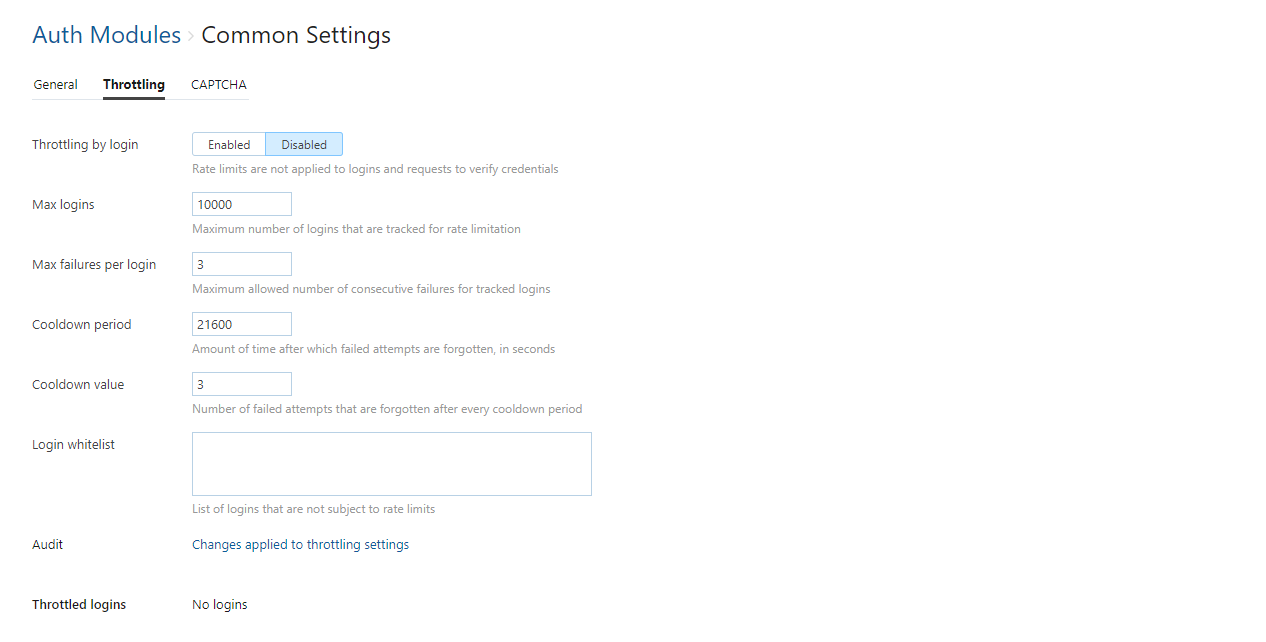 Auth Modules › Common Settings
General Throttling CAPTCHA
Throttling by login Enabled Disabled
Rate limits are not applied to logins and requests to verify credentials
Max logins 10000
Maximum number of logins that are tracked for rate limitation
Max failures per login 3
Maximum allowed number of consecutive failures for tracked logins
Cooldown period 21600
Amount of time after which failed attempts are forgotten, in seconds
Cooldown value 3
Number of failed attempts that are forgotten after every cooldown period
Login whitelist
List of logins that are not subject to rate limits
Audit Changes applied to throttling settings
Throttled logins No logins